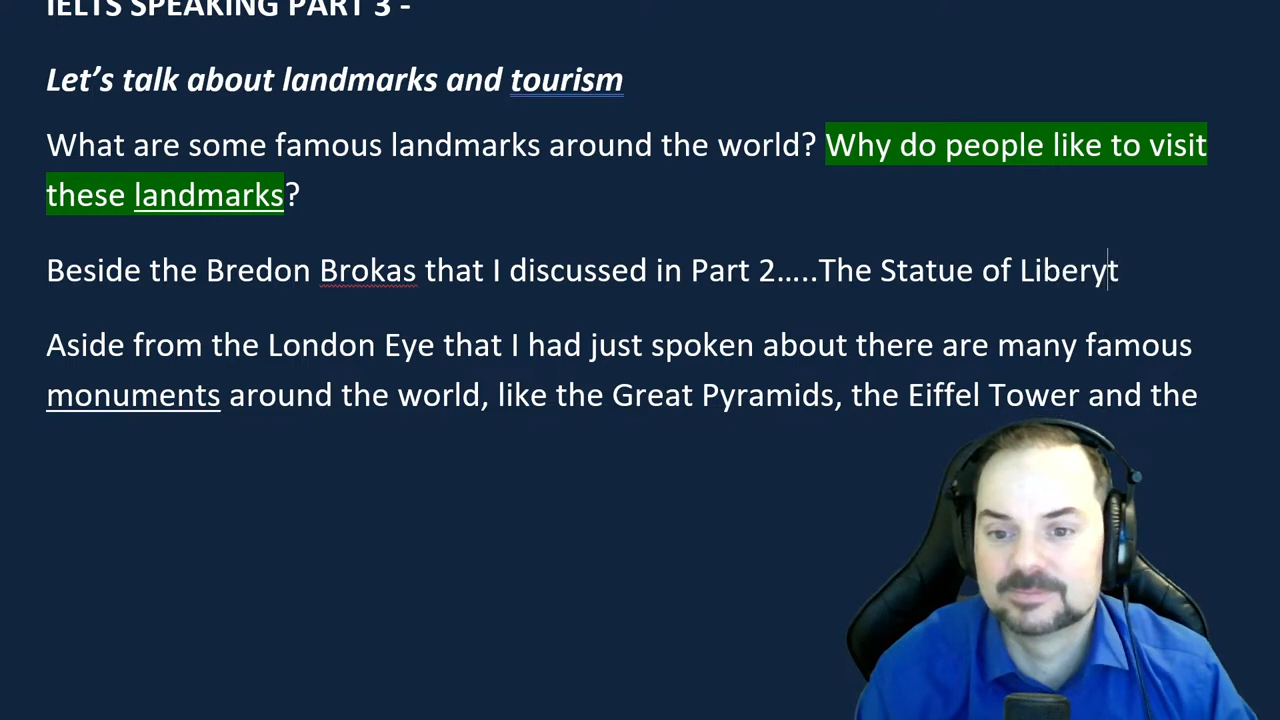 IELTS SPEAKING PART 3 -
Let’s talk about landmarks and tourism
What are some famous landmarks around the world? Why do people like to visit
these landmarks?
Beside the Bredon Brokas that I discussed in Part 2.....The Statue of Liberyt
Aside from the London Eye that I had just spoken about there are many famous
monuments around the world, like the Great Pyramids, the Eiffel Tower and the